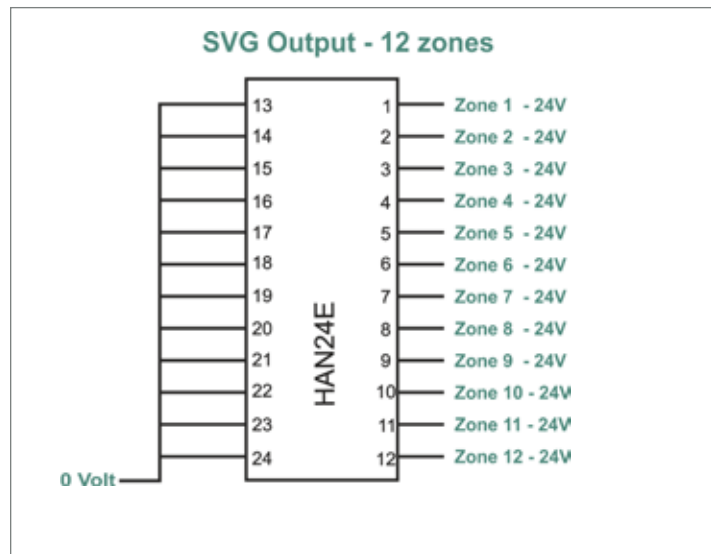 SVG Output - 12 zones
13 1 Zone 1 - 24V
14 2 Zone 2 - 24V
15 3 Zone 3 - 24V
16 4 Zone 4 - 24V
17 5 Zone 5 - 24V
18 6 Zone 6 - 24V
19 7 Zone 7 - 24V
20 8 Zone 8 - 24V
21 9 Zone 9 - 24V
22 10 Zone 10 - 24V
23 11 Zone 11 - 24V
24 12 Zone 12 - 24V
HAN24E
0 Volt